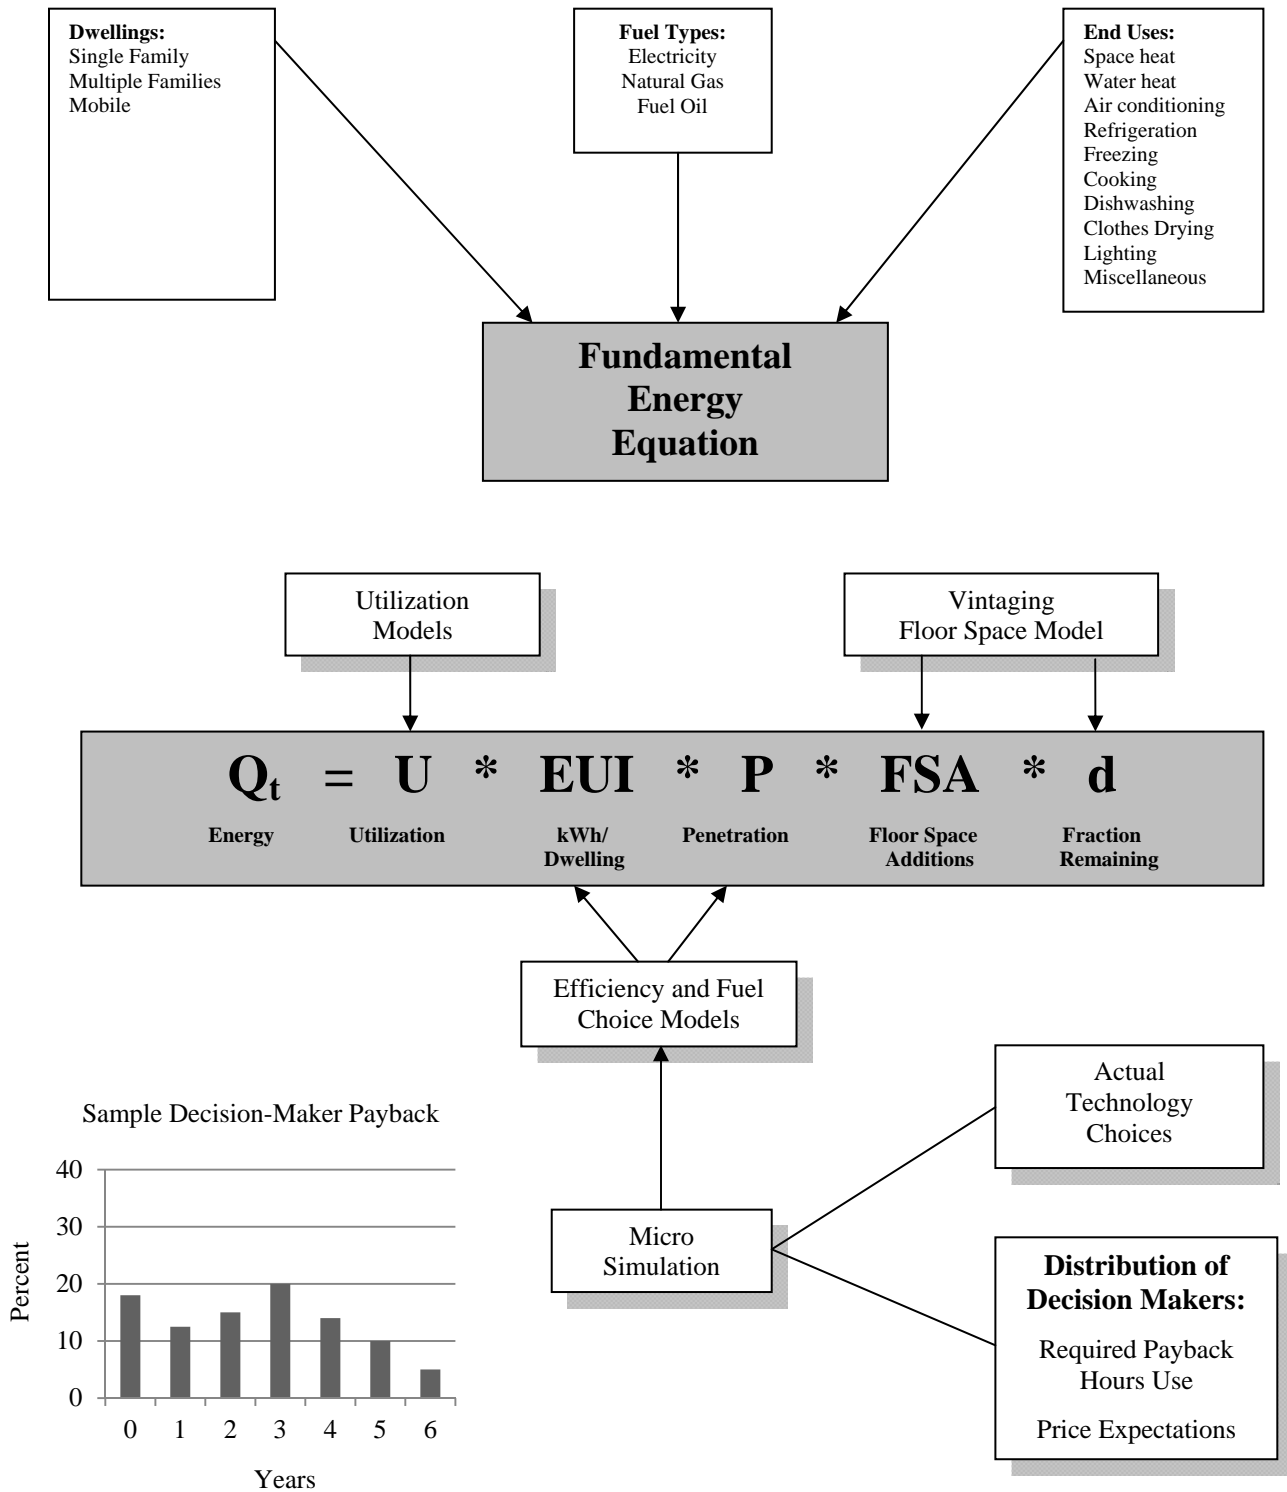 Dwellings:
Single Family
Multiple Families
Mobile
Fuel Types:
Electricity
Natural Gas
Fuel Oil
End Uses:
Space heat
Water heat
Air conditioning
Refrigeration
Freezing
Cooking
Dishwashing
Clothes Drying
Lighting
Miscellaneous
Fundamental
Energy
Equation
Utilization
Models
Vintaging
Floor Space Model
Qt = U * EUI * P * FSA * d
Energy Utilization kWh/ Penetration Floor Space Fraction
Dwelling Additions Remaining
Efficiency and Fuel
Choice Models
Actual
Technology
Choices
Micro
Simulation
Distribution of
Decision Makers:
Required Payback
Hours Use
Price Expectations
Sample Decision-Maker Payback
Percent
40
30
20
10
0
0 1 2 3 4 5 6
Years